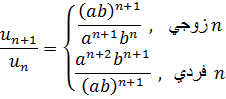 u_{n+1}/u_n = { (ab)^{n+1}/(a^{n+1}b^n) , زوجي n
a^{n+2}b^{n+1}/(ab)^{n+1} , فردي n